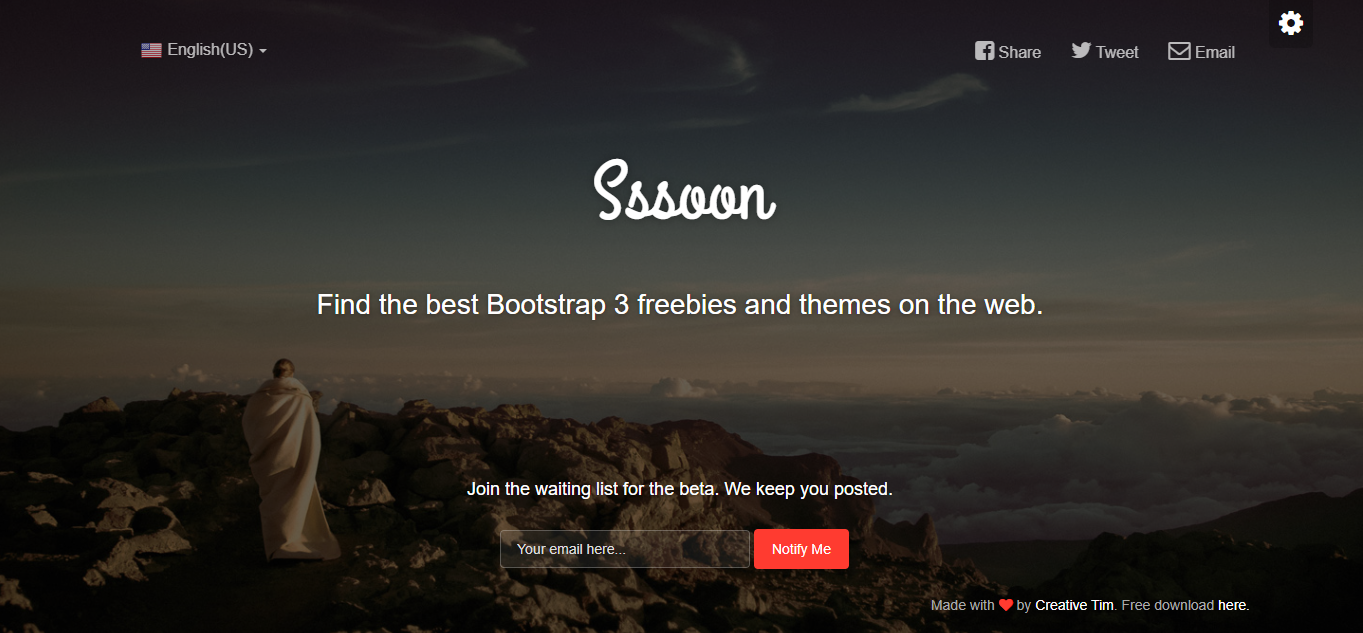 English(US)
Share Tweet Email
Sssoon
Find the best Bootstrap 3 freebies and themes on the web.
Join the waiting list for the beta. We keep you posted.
Your email here... Notify Me
Made with ❤ by Creative Tim. Free download here.